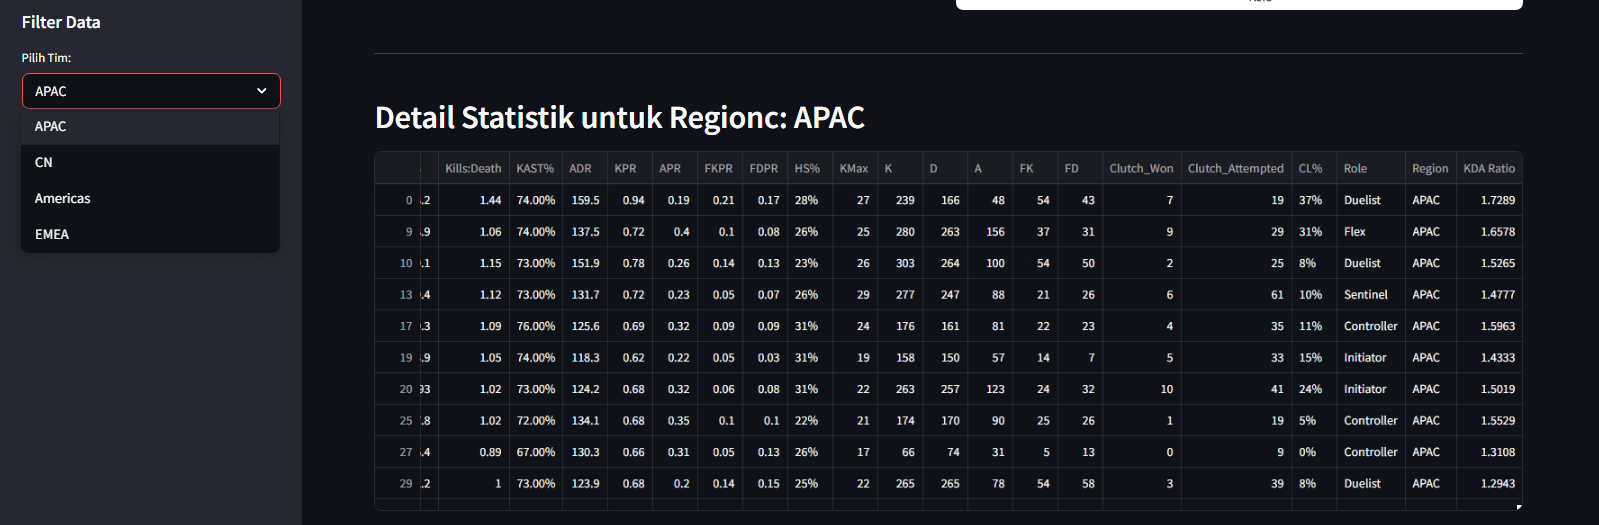 Filter Data
Pilih Tim:
APAC
APAC
CN
Americas
EMEA
Detail Statistik untuk Regionc: APAC
Kills:Death KAST% ADR KPR APR FKPR FDPR HS% KMax K D A FK FD Clutch_Won Clutch_Attempted CL% Role Region KDA Ratio
0 .2 1.44 74.00% 159.5 0.94 0.19 0.21 0.17 28% 27 239 166 48 54 43 7 19 37% Duelist APAC 1.7289
9 .9 1.06 74.00% 137.5 0.72 0.4 0.1 0.08 26% 25 280 263 156 37 31 9 29 31% Flex APAC 1.6578
10 .1 1.15 73.00% 151.9 0.78 0.26 0.14 0.13 23% 26 303 264 100 54 50 2 25 8% Duelist APAC 1.5265
13 .4 1.12 73.00% 131.7 0.72 0.23 0.05 0.07 26% 29 277 247 88 21 26 6 61 10% Sentinel APAC 1.4777
17 .3 1.09 76.00% 125.6 0.69 0.32 0.09 0.09 31% 24 176 161 81 22 23 4 35 11% Controller APAC 1.5963
19 .9 1.05 74.00% 118.3 0.62 0.22 0.05 0.03 31% 19 158 150 57 14 7 5 33 15% Initiator APAC 1.4333
20 93 1.02 73.00% 124.2 0.68 0.32 0.06 0.08 31% 22 263 257 123 24 32 10 41 24% Initiator APAC 1.5019
25 .8 1.02 72.00% 134.1 0.68 0.35 0.1 0.1 22% 21 174 170 90 25 26 1 19 5% Controller APAC 1.5529
27 .4 0.89 67.00% 130.3 0.66 0.31 0.05 0.13 26% 17 66 74 31 5 13 0 9 0% Controller APAC 1.3108
29 .2 1 73.00% 123.9 0.68 0.2 0.14 0.15 25% 22 265 265 78 54 58 3 39 8% Duelist APAC 1.2943